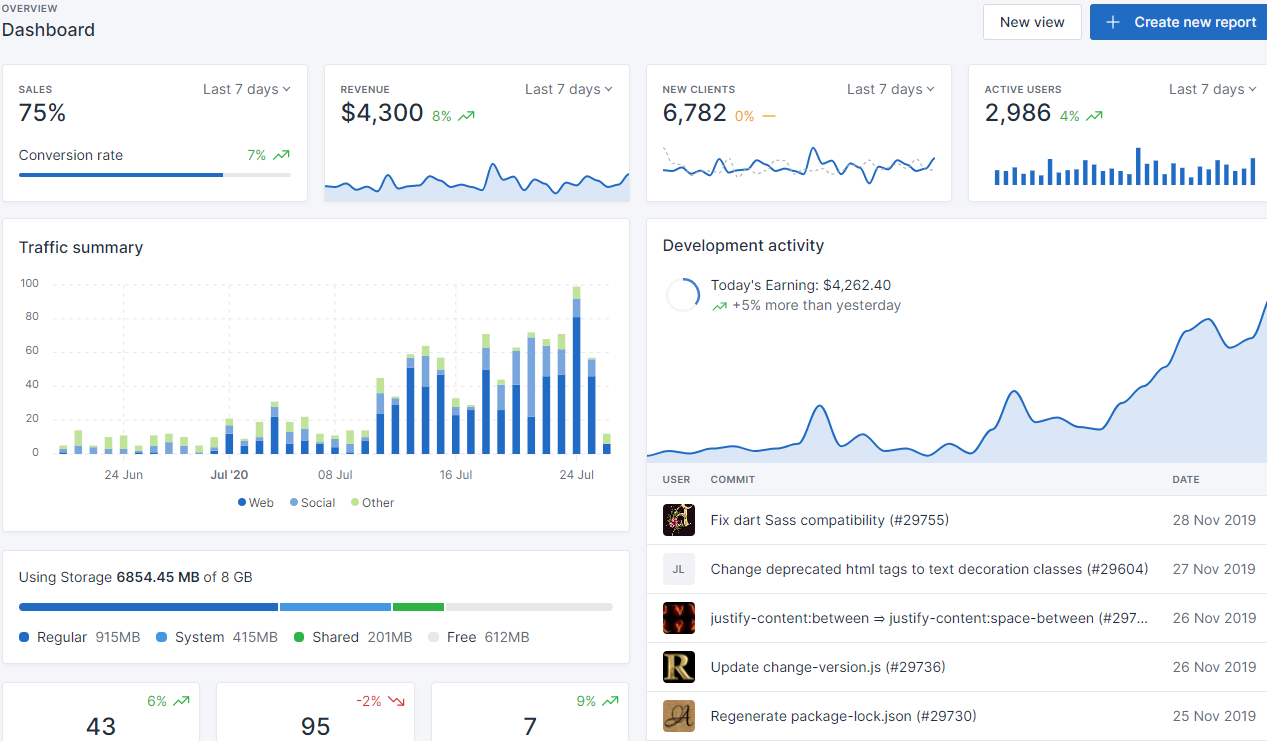 OVERVIEW
Dashboard
New view
Create new report
SALES
Last 7 days
75%
Conversion rate
7%
REVENUE
Last 7 days
$4,300 8%
NEW CLIENTS
Last 7 days
6,782 0%
ACTIVE USERS
Last 7 days
2,986 4%
Traffic summary
100
80
60
40
20
0
24 Jun
Jul '20
08 Jul
16 Jul
24 Jul
Web Social Other
Using Storage 6854.45 MB of 8 GB
Regular 915MB System 415MB Shared 201MB Free 612MB
6%
43
-2%
95
9%
7
Development activity
Today's Earning: $4,262.40
+5% more than yesterday
USER COMMIT DATE
Fix dart Sass compatibility (#29755) 28 Nov 2019
JL Change deprecated html tags to text decoration classes (#29604) 27 Nov 2019
justify-content:between ⇒ justify-content:space-between (#297... 26 Nov 2019
R Update change-version.js (#29736) 26 Nov 2019
A Regenerate package-lock.json (#29730) 25 Nov 2019